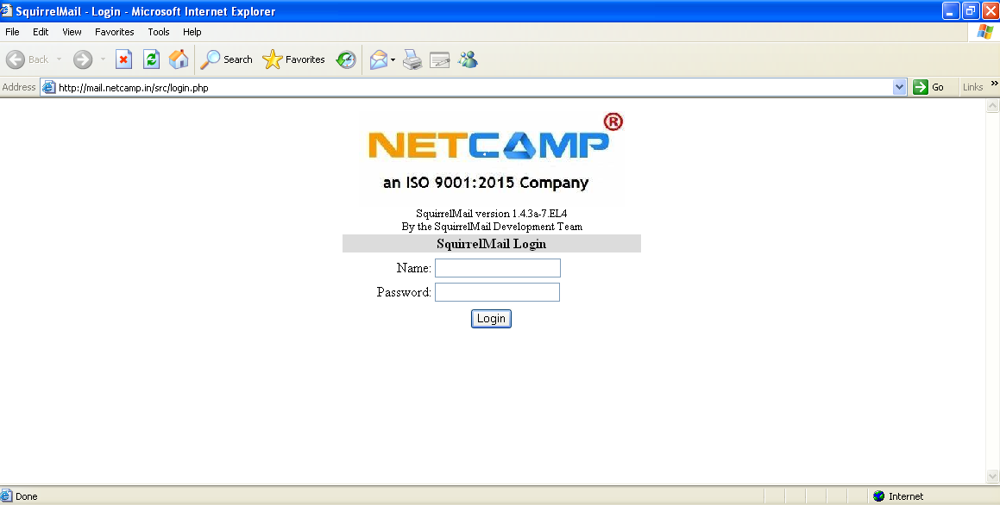 SquirrelMail - Login - Microsoft Internet Explorer
File Edit View Favorites Tools Help
Back Search Favorites
Address http://mail.netcamp.in/src/login.php Go Links »
NETCAMP ®
an ISO 9001:2015 Company
SquirrelMail version 1.4.3a-7.EL4
By the SquirrelMail Development Team
SquirrelMail Login
Name:
Password:
Login
Done Internet